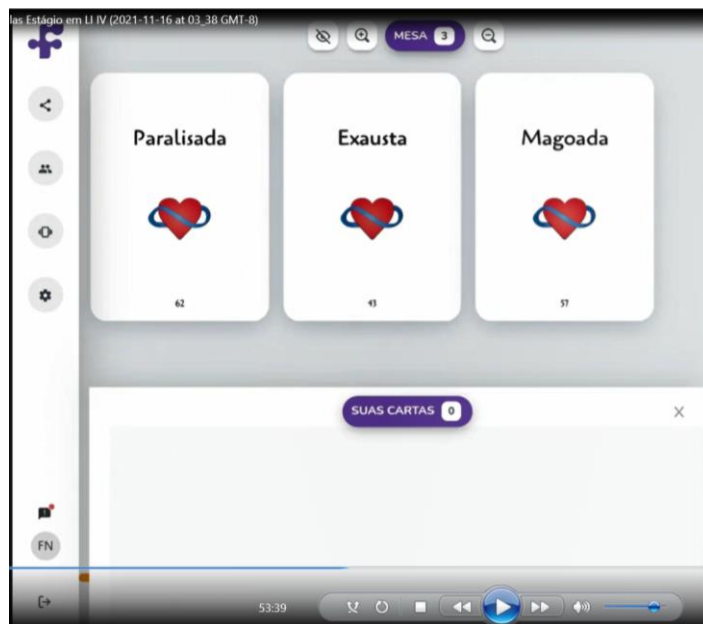 las Estágio em LI IV (2021-11-16 at 03_38 GMT-8)
MESA 3
Paralisada
Exausta
Magoada
62
43
57
SUAS CARTAS 0
X
FN
53:39